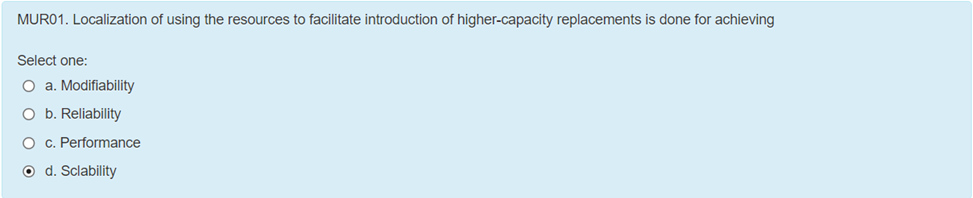 MUR01. Localization of using the resources to facilitate introduction of higher-capacity replacements is done for achieving
Select one:
a. Modifiability
b. Reliability
c. Performance
d. Sclability